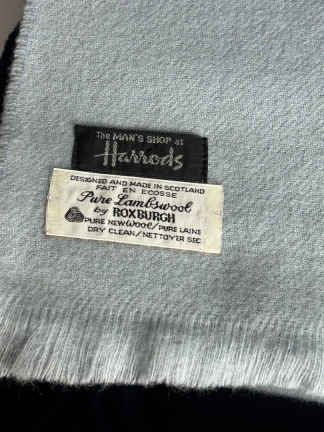 The MAN'S SHOP at
Harrods
DESIGNED AND MADE IN SCOTLAND
FAIT EN ECOSSE
Pure Lambswool
by ROXBURGH
PURE NEW WOOL/PURE LAINE
DRY CLEAN/NETTOYER SEC